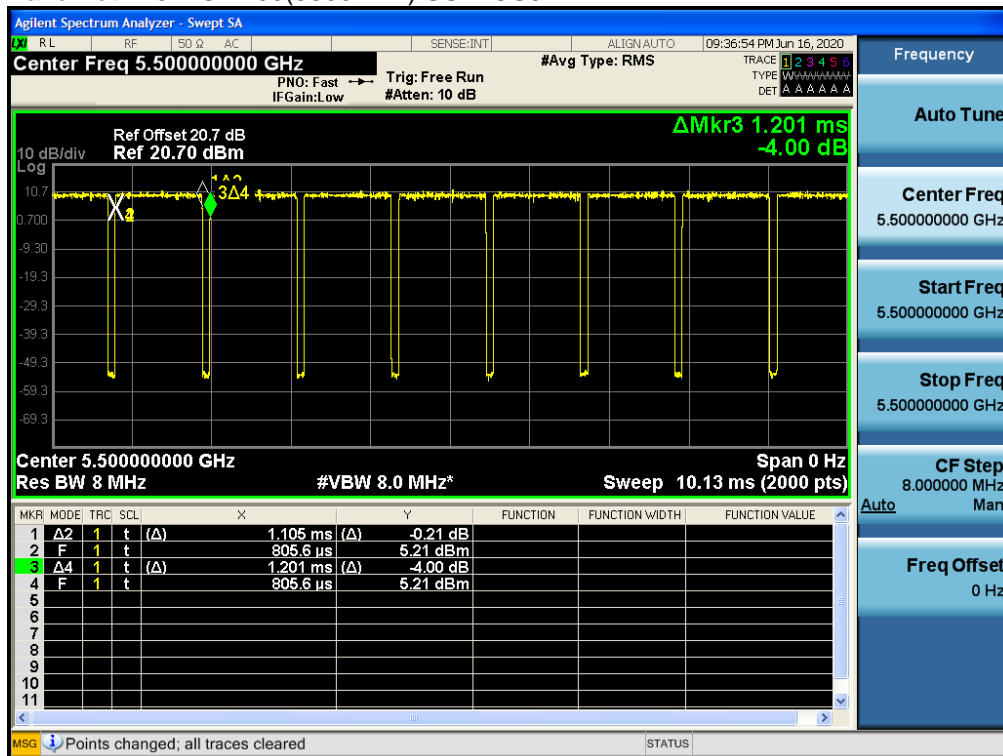 Agilent Spectrum Analyzer - Swept SA
LXI RL RF 50 Ω AC SENSE:INT ALIGN AUTO 09:36:54 PM Jun 16, 2020
Center Freq 5.500000000 GHz #Avg Type: RMS TRACE 1 2 3 4 5 6
PNO: Fast Trig: Free Run TYPE
IFGain:Low #Atten: 10 dB DET A A A A A A
ΔMkr3 1.201 ms
-4.00 dB
Ref Offset 20.7 dB
10 dB/div Ref 20.70 dBm
Log
10.7
0.700
-9.30
-19.3
-29.3
-39.3
-49.3
-59.3
-69.3
3Δ4
Center 5.500000000 GHz Span 0 Hz
Res BW 8 MHz #VBW 8.0 MHz* Sweep 10.13 ms (2000 pts)
MKR MODE TRC SCL X Y FUNCTION FUNCTION WIDTH FUNCTION VALUE
1 Δ2 1 t (Δ) 1.105 ms (Δ) -0.21 dB
2 F 1 t 805.6 µs 5.21 dBm
3 Δ4 1 t (Δ) 1.201 ms (Δ) -4.00 dB
4 F 1 t 805.6 µs 5.21 dBm
5
6
7
8
9
10
11
MSG Points changed; all traces cleared STATUS
Frequency
Auto Tune
Center Freq
5.500000000 GHz
Start Freq
5.500000000 GHz
Stop Freq
5.500000000 GHz
CF Step
8.000000 MHz
Auto Man
Freq Offset
0 Hz